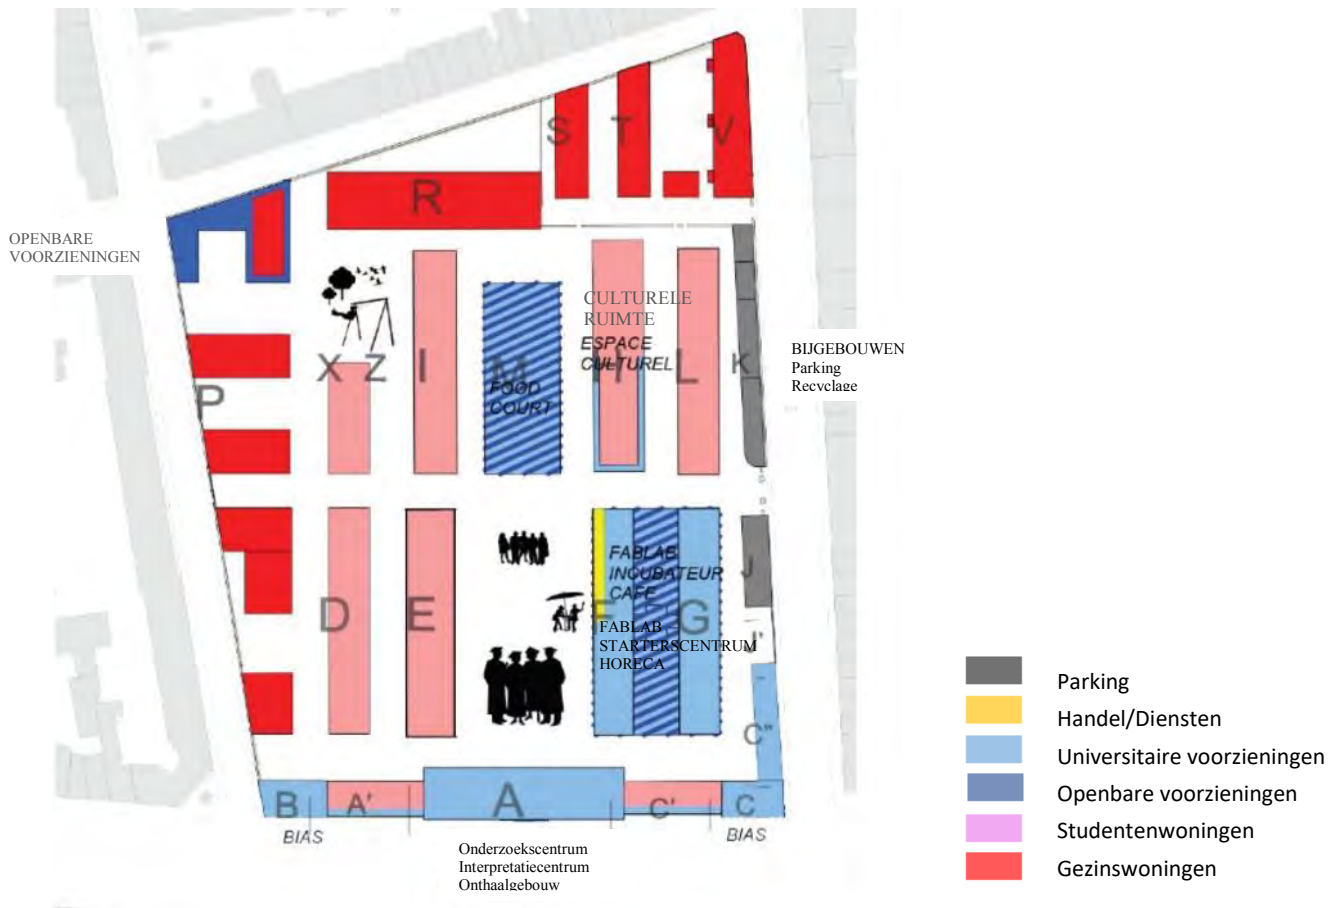 S T V
R
OPENBARE
VOORZIENINGEN
CULTURELE
RUIMTE
ESPACE
CULTUREL
X Z I M H L K
FOOD
COURT
P
BIJGEBOUWEN
Parking
Recyclage
FABLAB
INCUBATEUR
CAFE
D E F G J
FABLAB
STARTERSCENTRUM
HORECA
J'
C"
B A' A C' C
BIAS
BIAS
Onderzoekscentrum
Interpretatiecentrum
Onthaalgebouw
Parking
Handel/Diensten
Universitaire voorzieningen
Openbare voorzieningen
Studentenwoningen
Gezinswoningen